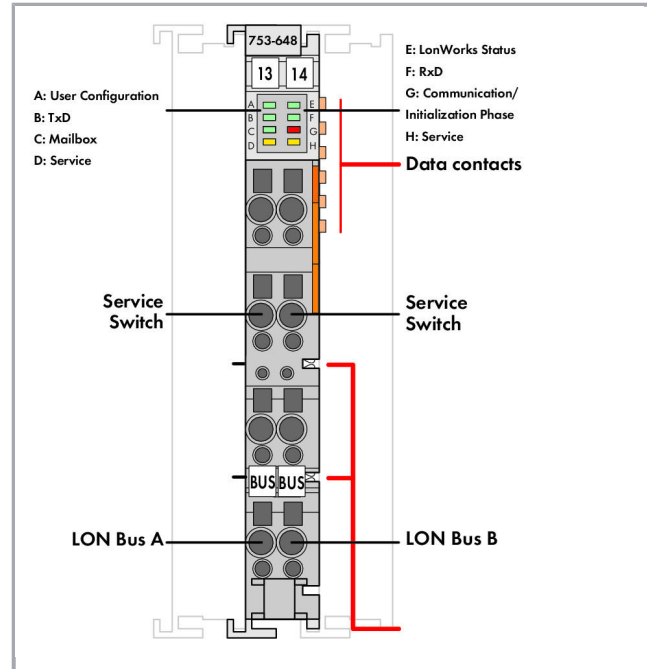 753-648
13 14
A: User Configuration
B: TxD
C: Mailbox
D: Service
A E
B F
C G
D H
E: LonWorks Status
F: RxD
G: Communication/
Initialization Phase
H: Service
Data contacts
Service
Switch
Service
Switch
BUS BUS
LON Bus A
LON Bus B